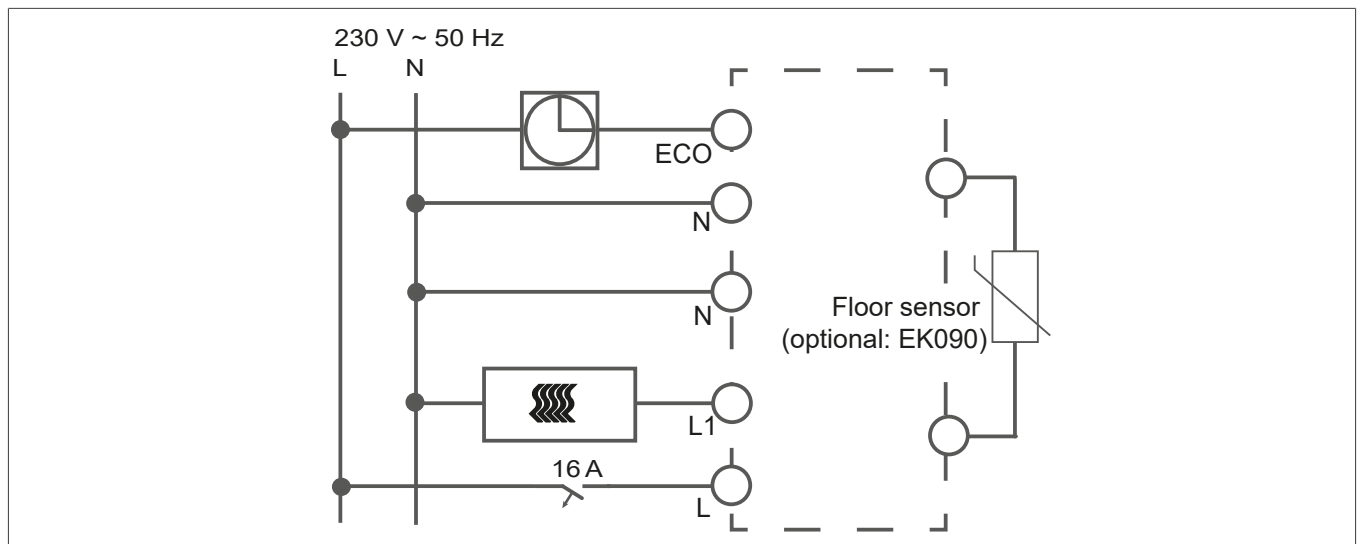 230 V ~ 50 Hz
L N
ECO
N
N
Floor sensor
(optional: EK090)
L1
16 A
L